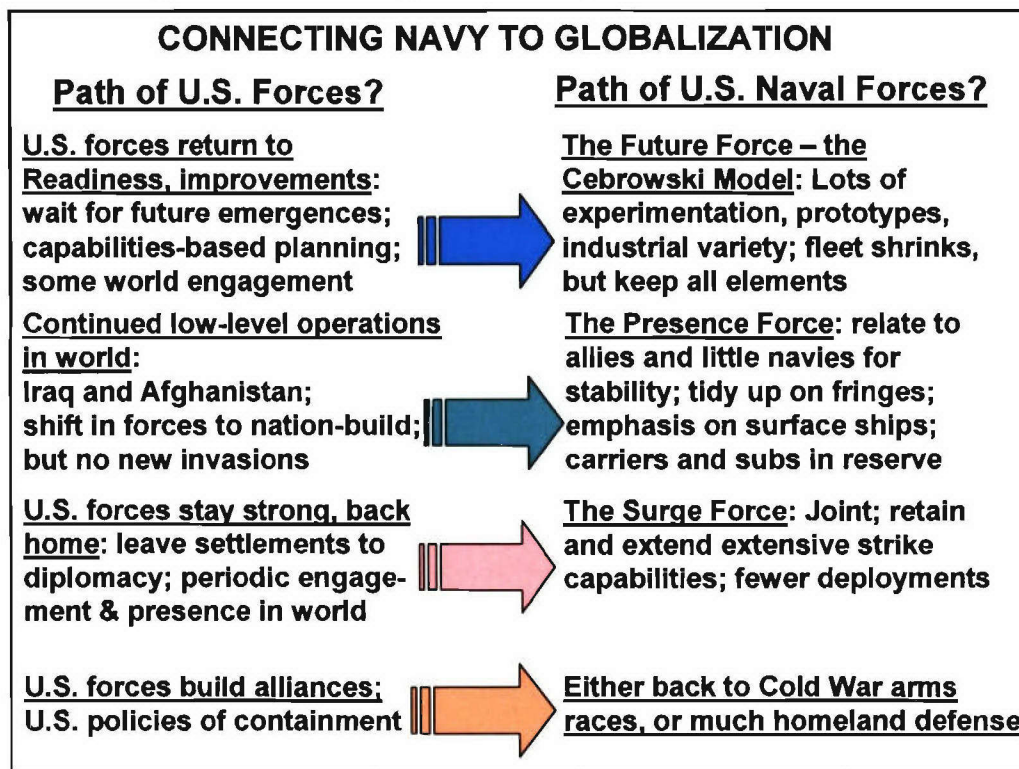 CONNECTING NAVY TO GLOBALIZATION
Path of U.S. Forces?
U.S. forces return to
Readiness, improvements:
wait for future emergences;
capabilities-based planning;
some world engagement
Continued low-level operations
in world:
Iraq and Afghanistan;
shift in forces to nation-build;
but no new invasions
U.S. forces stay strong, back
home: leave settlements to
diplomacy; periodic engage-
ment & presence in world
U.S. forces build alliances;
U.S. policies of containment
Path of U.S. Naval Forces?
The Future Force – the
Cebrowski Model: Lots of
experimentation, prototypes,
industrial variety; fleet shrinks,
but keep all elements
The Presence Force: relate to
allies and little navies for
stability; tidy up on fringes;
emphasis on surface ships;
carriers and subs in reserve
The Surge Force: Joint; retain
and extend extensive strike
capabilities; fewer deployments
Either back to Cold War arms
races, or much homeland defense